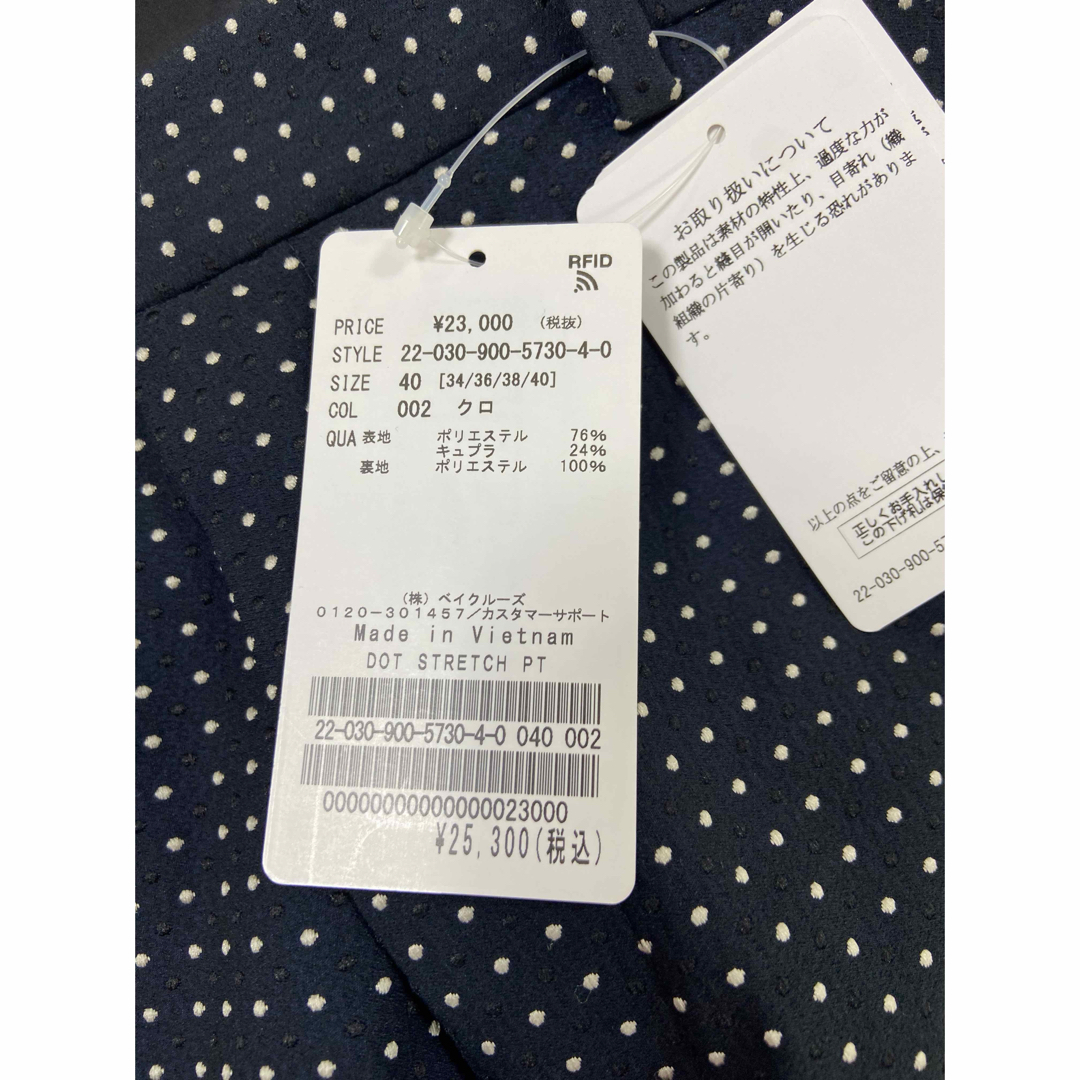 RFID
PRICE ¥23,000 (税抜)
STYLE 22-030-900-5730-4-0
SIZE 40 [34/36/38/40]
COL 002 クロ
QUA 表地 ポリエステル 76%
キュプラ 24%
裏地 ポリエステル 100%
(株) ベイクルーズ
0120-301457/カスタマーサポート
Made in Vietnam
DOT STRETCH PT
22-030-900-5730-4-0 040 002
00000000000000023000
¥25,300(税込)
お取り扱いについて
この製品は素材の特性上、過度な力が
加わると縫目が開いたり、目寄れ(織
組織の片寄り)を生じる恐れがありま
す。
以上の点をご留意の上、
正しくお手入れし
この下げ札は保
22-030-900-5